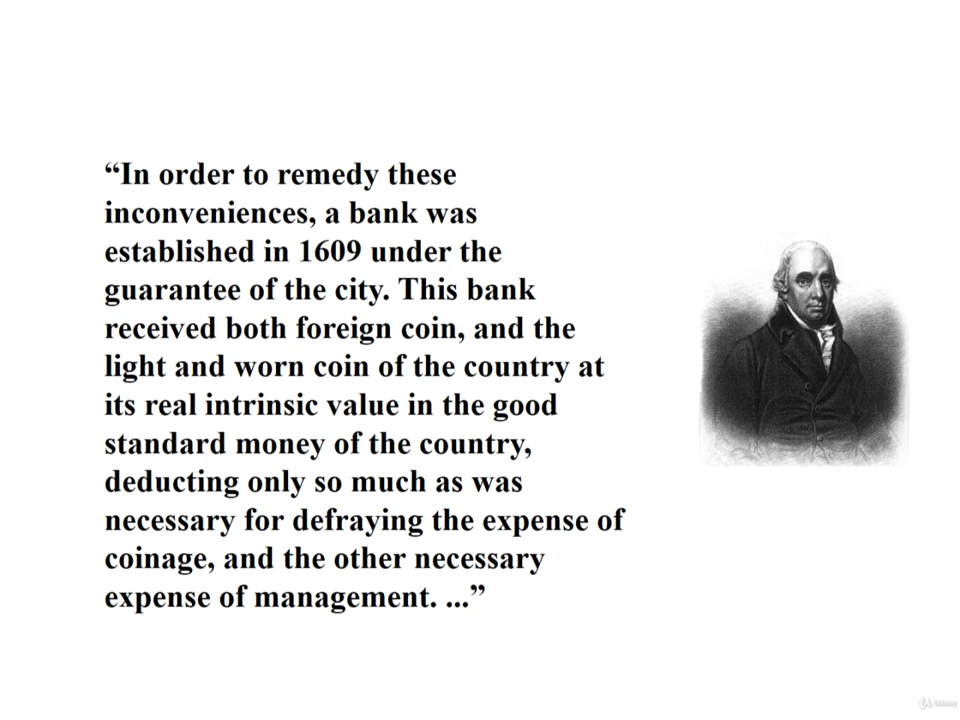 “In order to remedy these
inconveniences, a bank was
established in 1609 under the
guarantee of the city. This bank
received both foreign coin, and the
light and worn coin of the country at
its real intrinsic value in the good
standard money of the country,
deducting only so much as was
necessary for defraying the expense of
coinage, and the other necessary
expense of management. ...”
Udemy